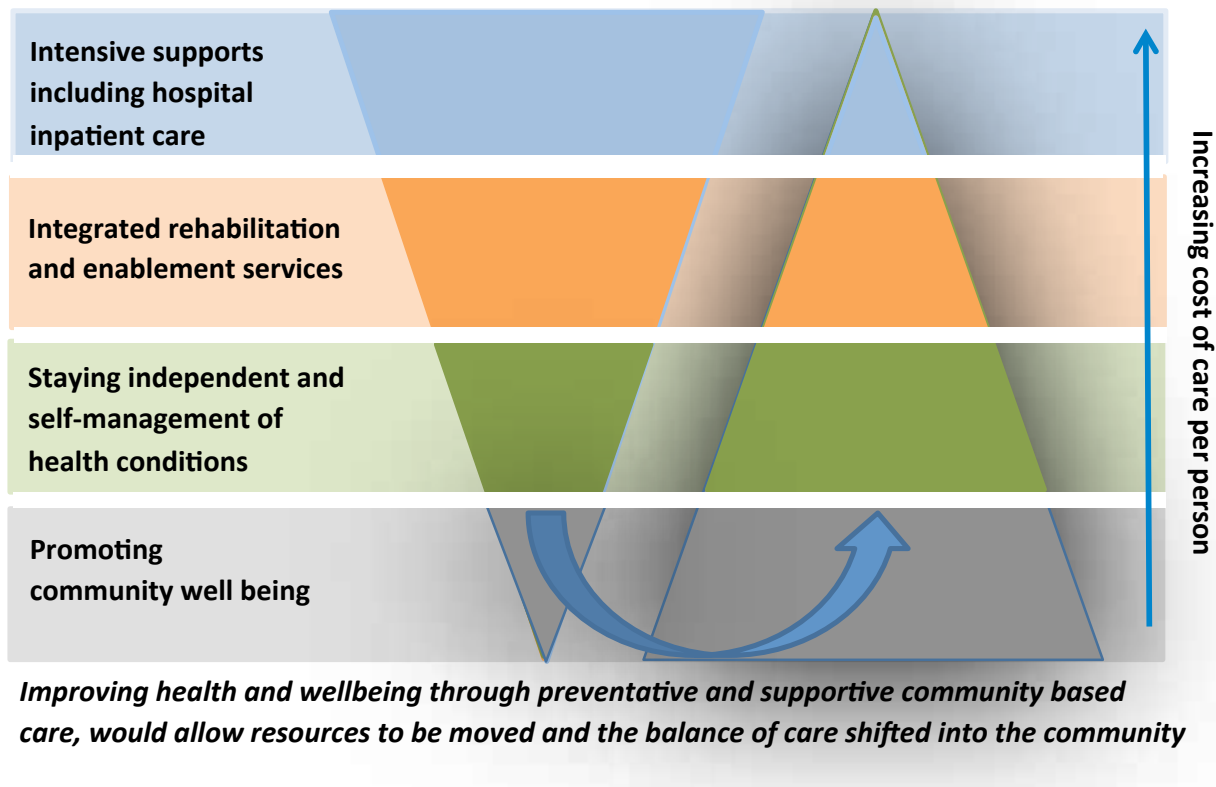 Intensive supports
including hospital
inpatient care
Integrated rehabilitation
and enablement services
Staying independent and
self-management of
health conditions
Promoting
community well being
Increasing cost of care per person
Improving health and wellbeing through preventative and supportive community based
care, would allow resources to be moved and the balance of care shifted into the community